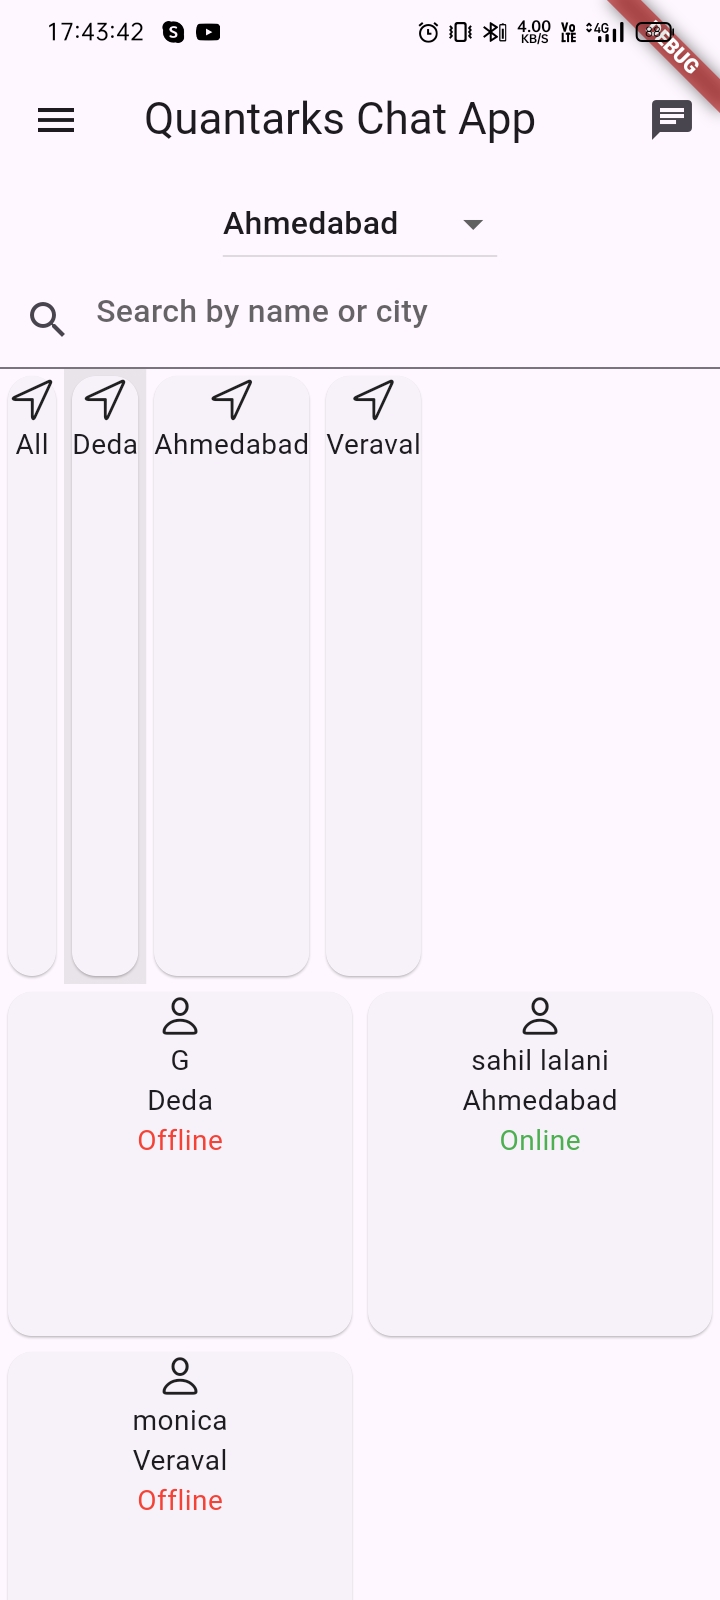 17:43:42 4.00 KB/S Vo LTE 4G
DEBUG
Quantarks Chat App
Ahmedabad
Search by name or city
All Deda Ahmedabad Veraval
G
Deda
Offline
sahil lalani
Ahmedabad
Online
monica
Veraval
Offline